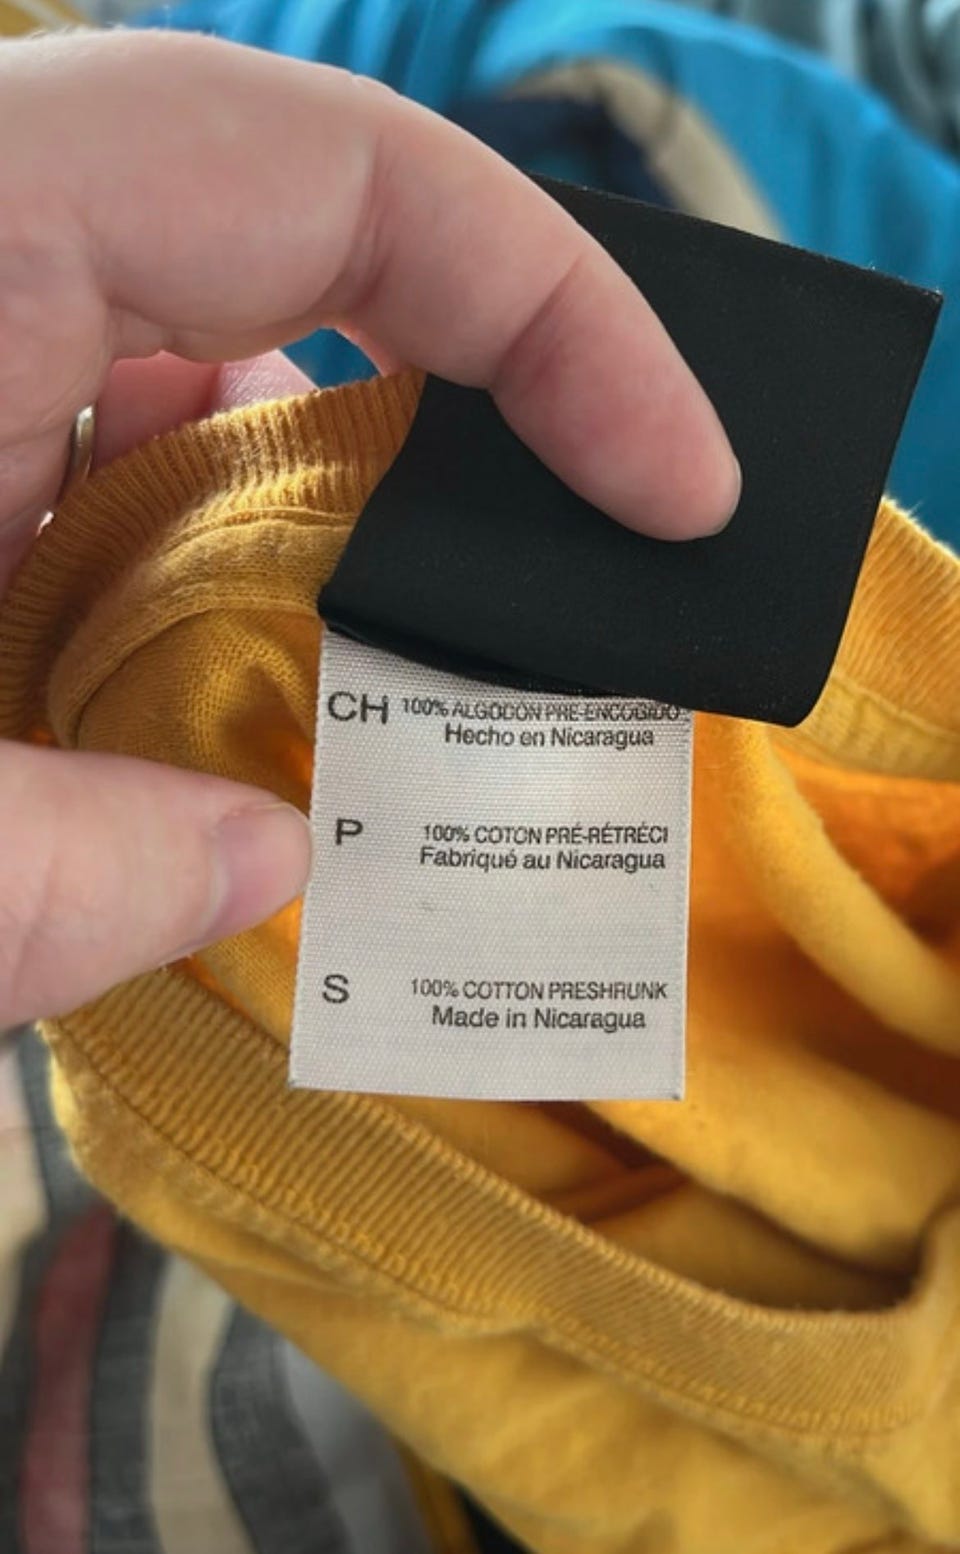 CH 100% ALGODÓN PRE-ENCOGIDO
Hecho en Nicaragua
P 100% COTON PRÉ-RÉTRÉCI
Fabriqué au Nicaragua
S 100% COTTON PRESHRUNK
Made in Nicaragua